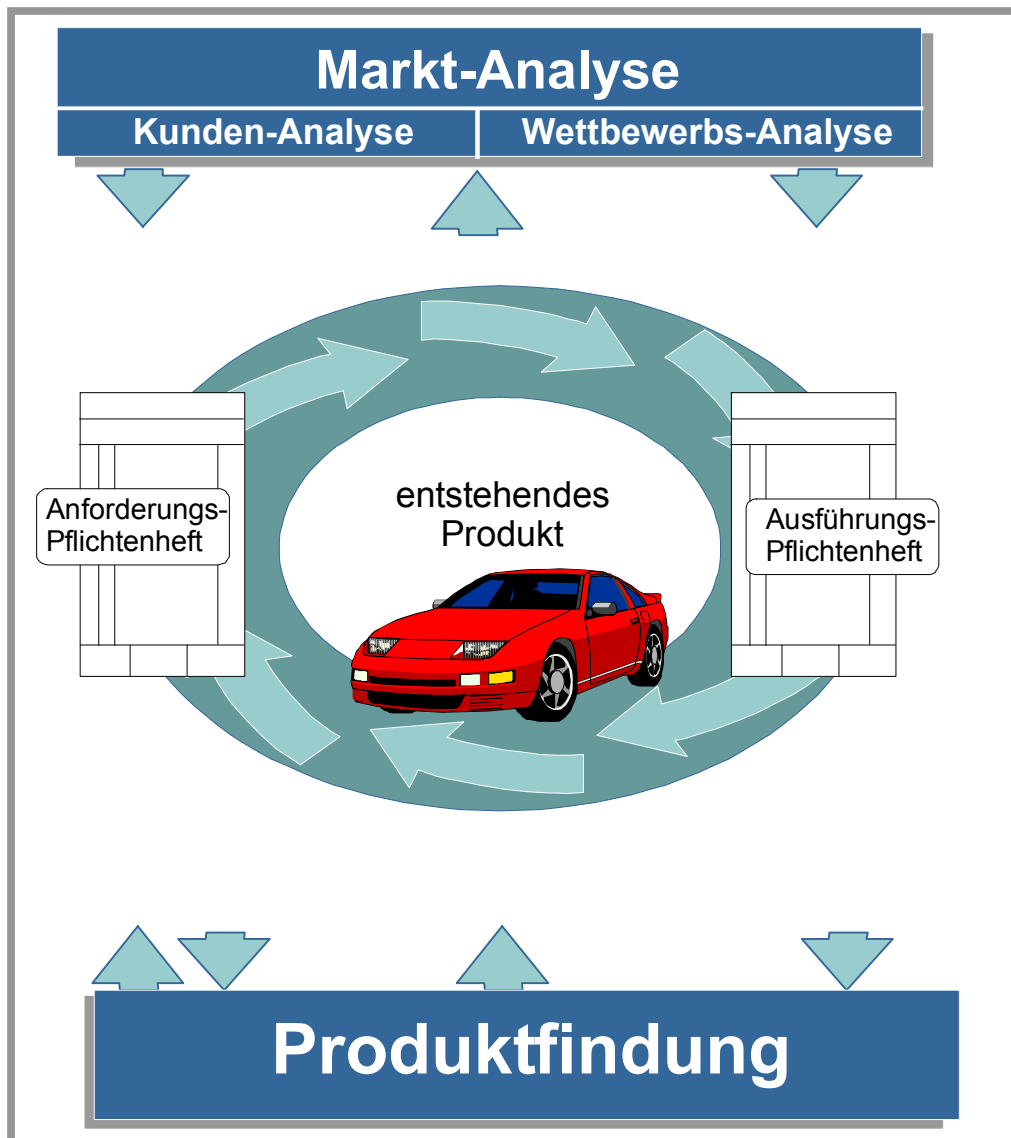 Markt-Analyse
Kunden-Analyse
Wettbewerbs-Analyse
entstehendes
Produkt
Anforderungs-
Pflichtenheft
Ausführungs-
Pflichtenheft
Produktfindung